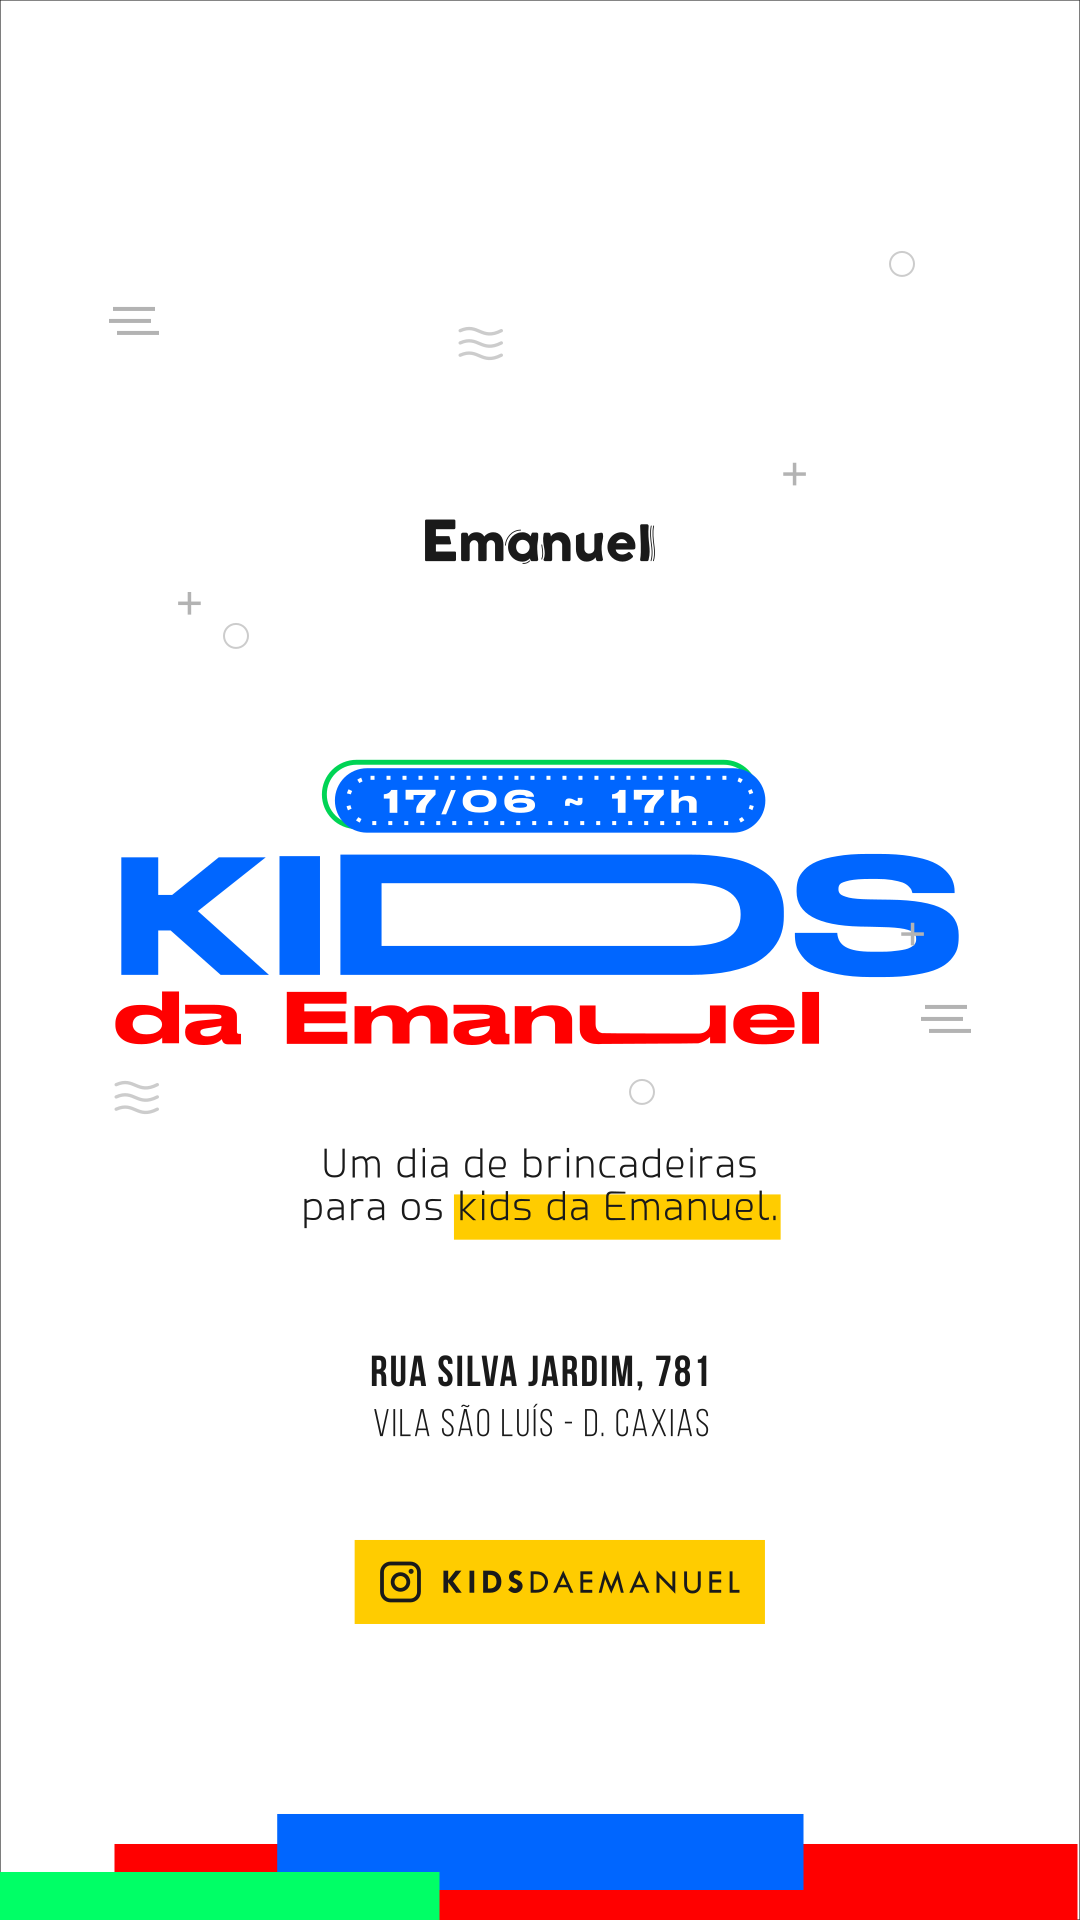 Emanuel
17/06 ~ 17h
KIDS
da Emanuel
Um dia de brincadeiras
para os kids da Emanuel.
RUA SILVA JARDIM, 781
VILA SÃO LUÍS - D. CAXIAS
KIDSDAEMANUEL